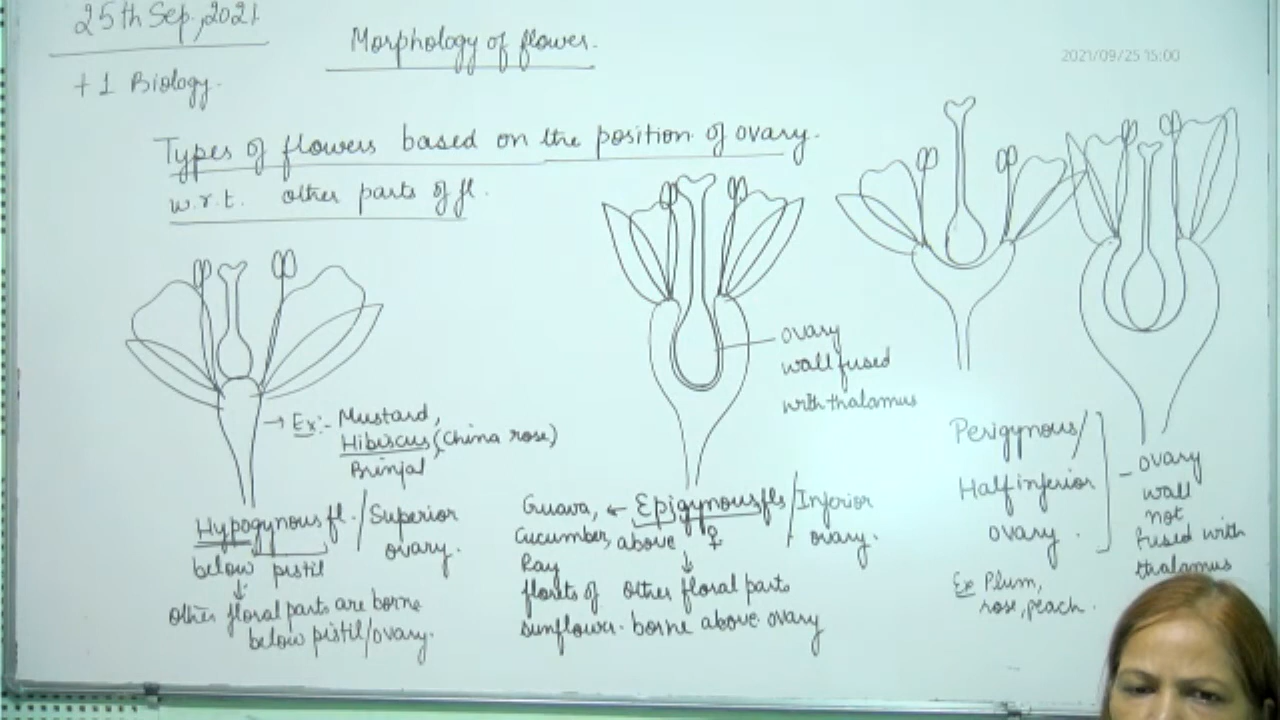 25th Sep, 2021.
Morphology of flower.
2021/09/25 15:00
+1 Biology.
Types of flowers based on the position of ovary.
w.r.t. other parts of fl.
ovary
wall fused
with thalamus
→ Ex:- Mustard,
Hibiscus (China rose)
Brinjal
Hypogynous fl. / Superior
ovary.
below pistil
↓
other floral parts are borne
below pistil/ovary.
Guava, ← Epigynous fls / Inferior
ovary.
Cucumber, above ♀
↓
Ray
florets of other floral parts
sunflower. borne above ovary
Perigynous/
Half inferior
ovary.
Ex Plum,
rose, peach.
- ovary
wall
not
fused with
thalamus